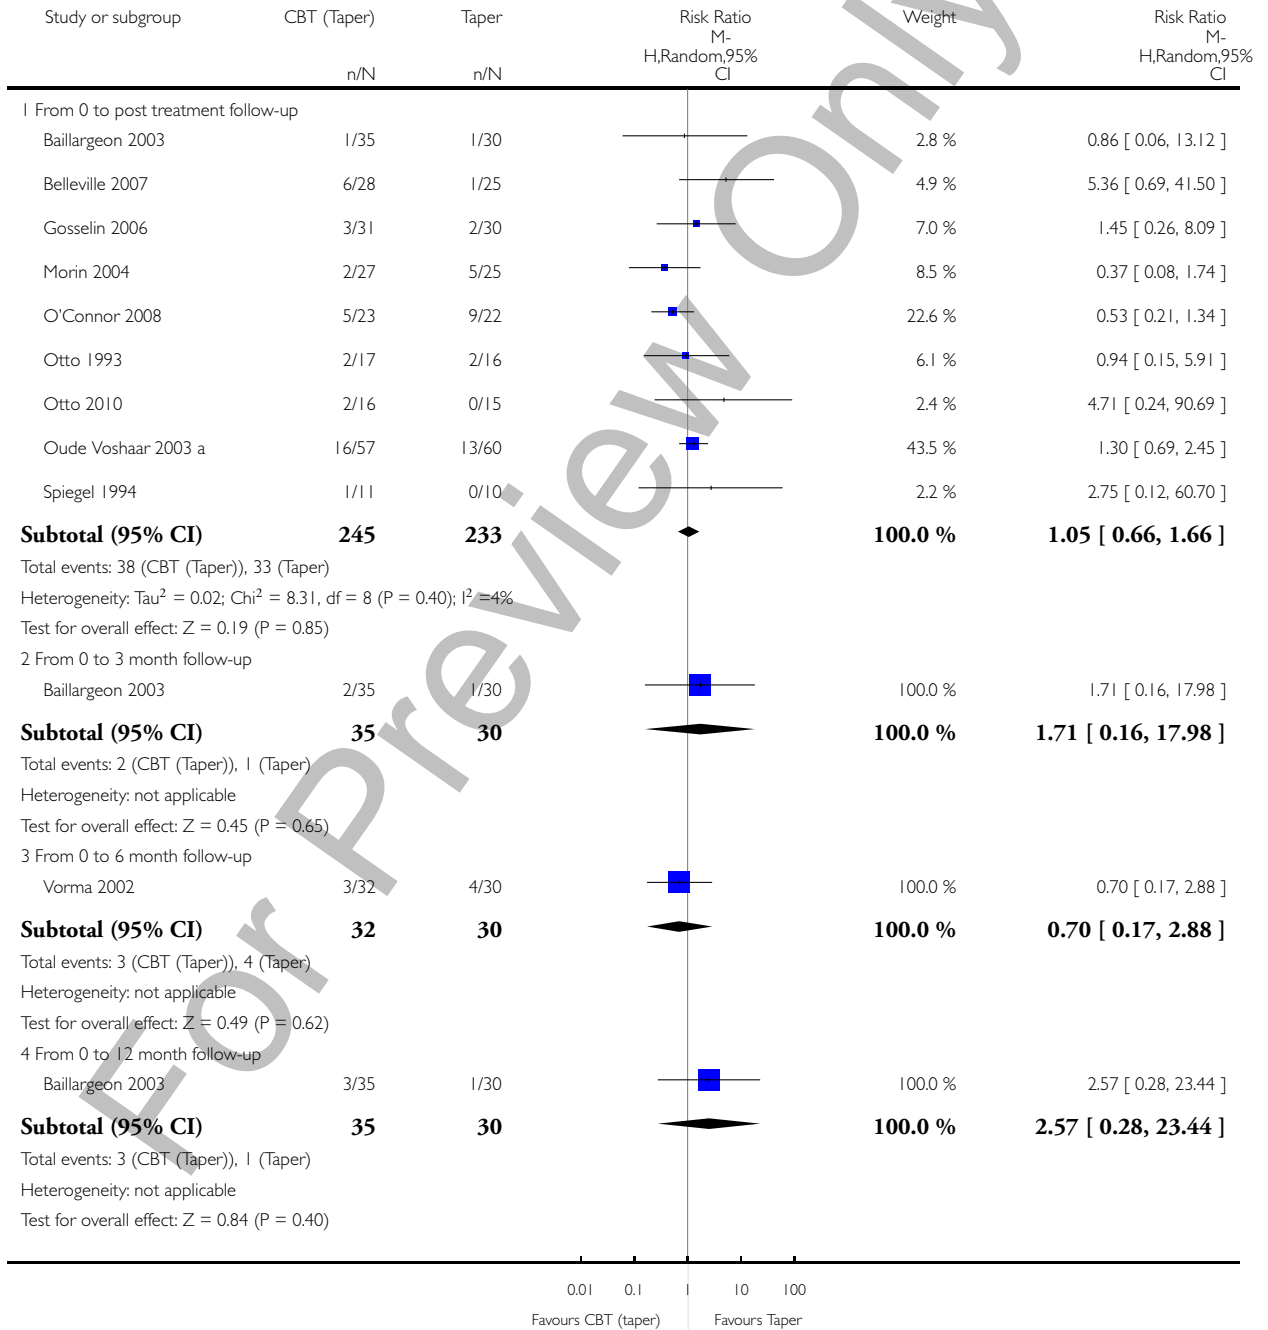 Study or subgroup CBT (Taper) Taper Risk Ratio Weight Risk Ratio
M- M-
H,Random,95% H,Random,95%
n/N n/N CI CI
1 From 0 to post treatment follow-up
Baillargeon 2003 1/35 1/30 2.8 % 0.86 [ 0.06, 13.12 ]
Belleville 2007 6/28 1/25 4.9 % 5.36 [ 0.69, 41.50 ]
Gosselin 2006 3/31 2/30 7.0 % 1.45 [ 0.26, 8.09 ]
Morin 2004 2/27 5/25 8.5 % 0.37 [ 0.08, 1.74 ]
O'Connor 2008 5/23 9/22 22.6 % 0.53 [ 0.21, 1.34 ]
Otto 1993 2/17 2/16 6.1 % 0.94 [ 0.15, 5.91 ]
Otto 2010 2/16 0/15 2.4 % 4.71 [ 0.24, 90.69 ]
Oude Voshaar 2003 a 16/57 13/60 43.5 % 1.30 [ 0.69, 2.45 ]
Spiegel 1994 1/11 0/10 2.2 % 2.75 [ 0.12, 60.70 ]
Subtotal (95% CI) 245 233 100.0 % 1.05 [ 0.66, 1.66 ]
Total events: 38 (CBT (Taper)), 33 (Taper)
Heterogeneity: Tau² = 0.02; Chi² = 8.31, df = 8 (P = 0.40); I² =4%
Test for overall effect: Z = 0.19 (P = 0.85)
2 From 0 to 3 month follow-up
Baillargeon 2003 2/35 1/30 100.0 % 1.71 [ 0.16, 17.98 ]
Subtotal (95% CI) 35 30 100.0 % 1.71 [ 0.16, 17.98 ]
Total events: 2 (CBT (Taper)), 1 (Taper)
Heterogeneity: not applicable
Test for overall effect: Z = 0.45 (P = 0.65)
3 From 0 to 6 month follow-up
Vorma 2002 3/32 4/30 100.0 % 0.70 [ 0.17, 2.88 ]
Subtotal (95% CI) 32 30 100.0 % 0.70 [ 0.17, 2.88 ]
Total events: 3 (CBT (Taper)), 4 (Taper)
Heterogeneity: not applicable
Test for overall effect: Z = 0.49 (P = 0.62)
4 From 0 to 12 month follow-up
Baillargeon 2003 3/35 1/30 100.0 % 2.57 [ 0.28, 23.44 ]
Subtotal (95% CI) 35 30 100.0 % 2.57 [ 0.28, 23.44 ]
Total events: 3 (CBT (Taper)), 1 (Taper)
Heterogeneity: not applicable
Test for overall effect: Z = 0.84 (P = 0.40)
0.01 0.1 1 10 100
Favours CBT (taper) Favours Taper
For Preview Only